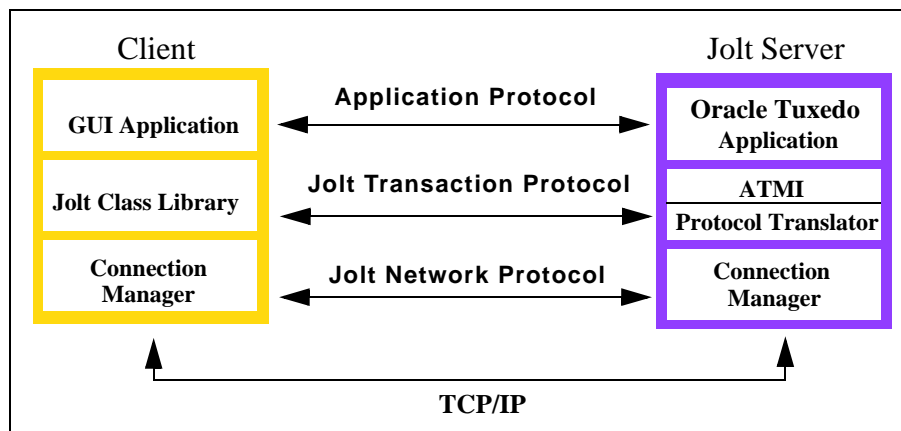 Client
Jolt Server
Application Protocol
GUI Application
Oracle Tuxedo
Application
Jolt Transaction Protocol
Jolt Class Library
ATMI
Protocol Translator
Jolt Network Protocol
Connection
Manager
Connection
Manager
TCP/IP